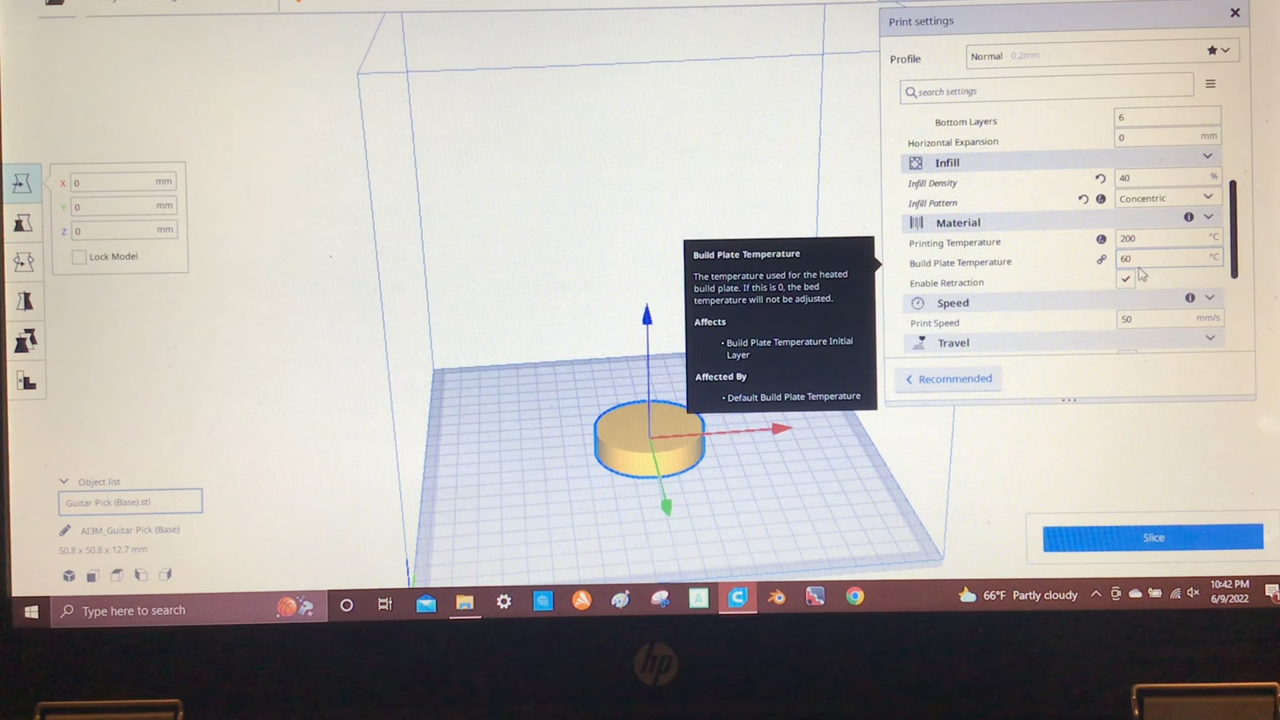 Print settings
Profile
Normal 0.2mm
search settings
Bottom Layers 6
Horizontal Expansion 0 mm
Infill
Infill Density 40 %
Infill Pattern Concentric
Material
Printing Temperature 200 °C
Build Plate Temperature 60 °C
Enable Retraction
Speed
Print Speed 50 mm/s
Travel
Recommended
X 0 mm
Y 0 mm
Z 0 mm
Lock Model
Build Plate Temperature
The temperature used for the heated
build plate. If this is 0, the bed
temperature will not be adjusted.
Affects
• Build Plate Temperature Initial
Layer
Affected By
• Default Build Plate Temperature
Object list
Guitar Pick (Base).stl
AI3M_Guitar Pick (Base)
50.8 x 50.8 x 12.7 mm
Slice
Type here to search
66°F Partly cloudy
10:42 PM
6/9/2022
hp